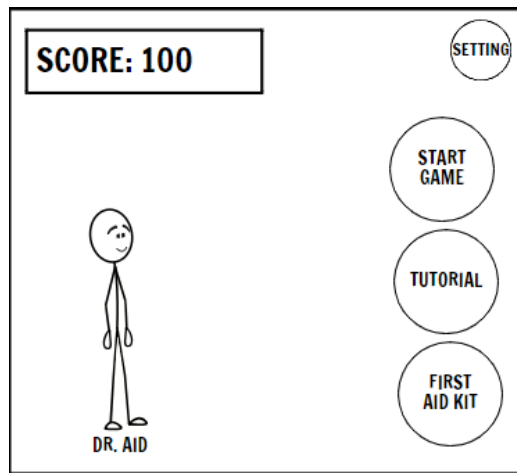 SCORE: 100
SETTING
START
GAME
TUTORIAL
FIRST
AID KIT
DR. AID